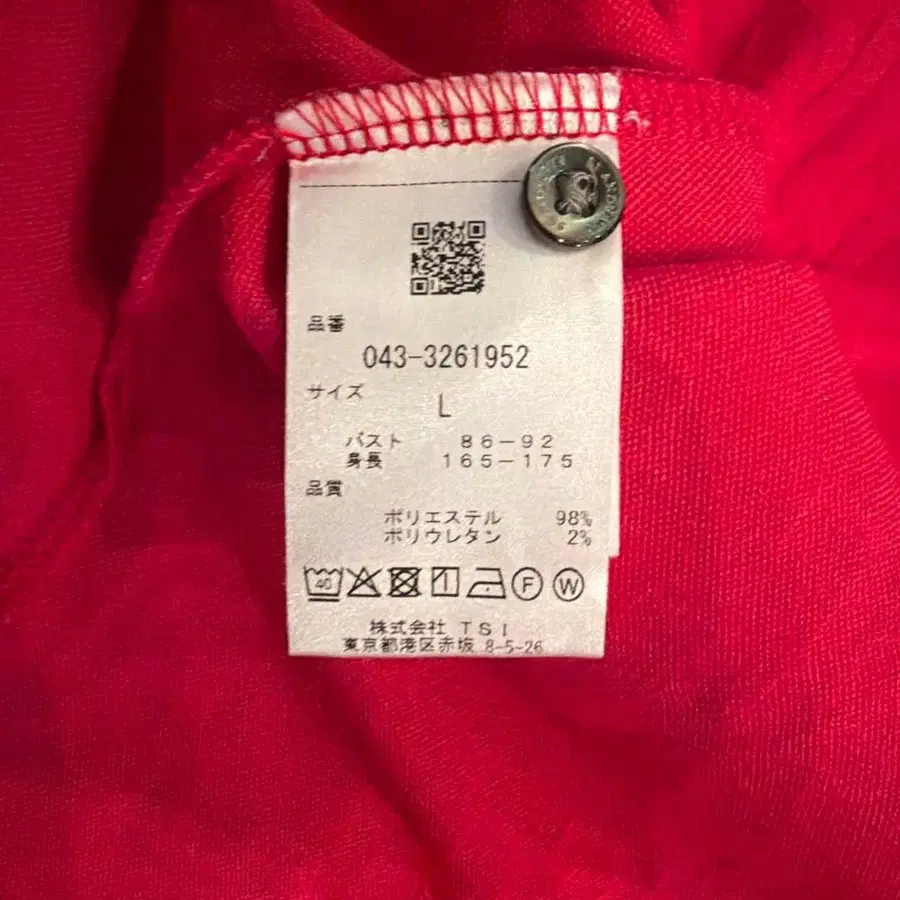 品番
043-3261952
サイズ
L
バスト 86-92
身長 165-175
品質
ポリエステル 98%
ポリウレタン 2%
40 F W
株式会社 TSI
東京都港区赤坂 8-5-26